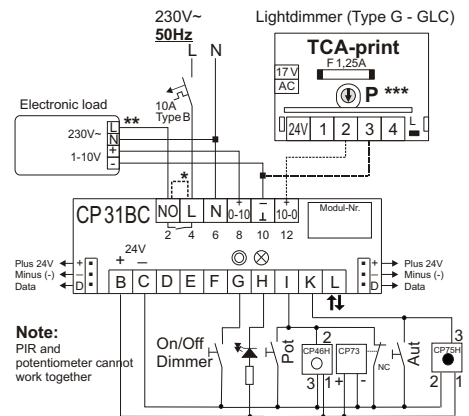 230V~
50Hz
L N
10A
Type B
Lightdimmer (Type G - GLC)
TCA-print
F 1,25A
17 V
AC
P ***
24V 1 2 3 4 L
Electronic load
**
230V~
1-10V
L
N
+
-
*
CP31BC
NO L N 0-10 ⊥ 10-0
+ – +
2 4 6 8 10 12
Modul-Nr.
24V
+ –
Plus 24V
Minus (-)
Data
+
–
D
B C D E F G H I K L
+
–
D
Plus 24V
Minus (-)
Data
Note:
PIR and
potentiometer cannot
work together
On/Off
Dimmer
Pot
2
CP46H
3 1
CP73
+ -
NC
Aut
3
CP75H
2 1